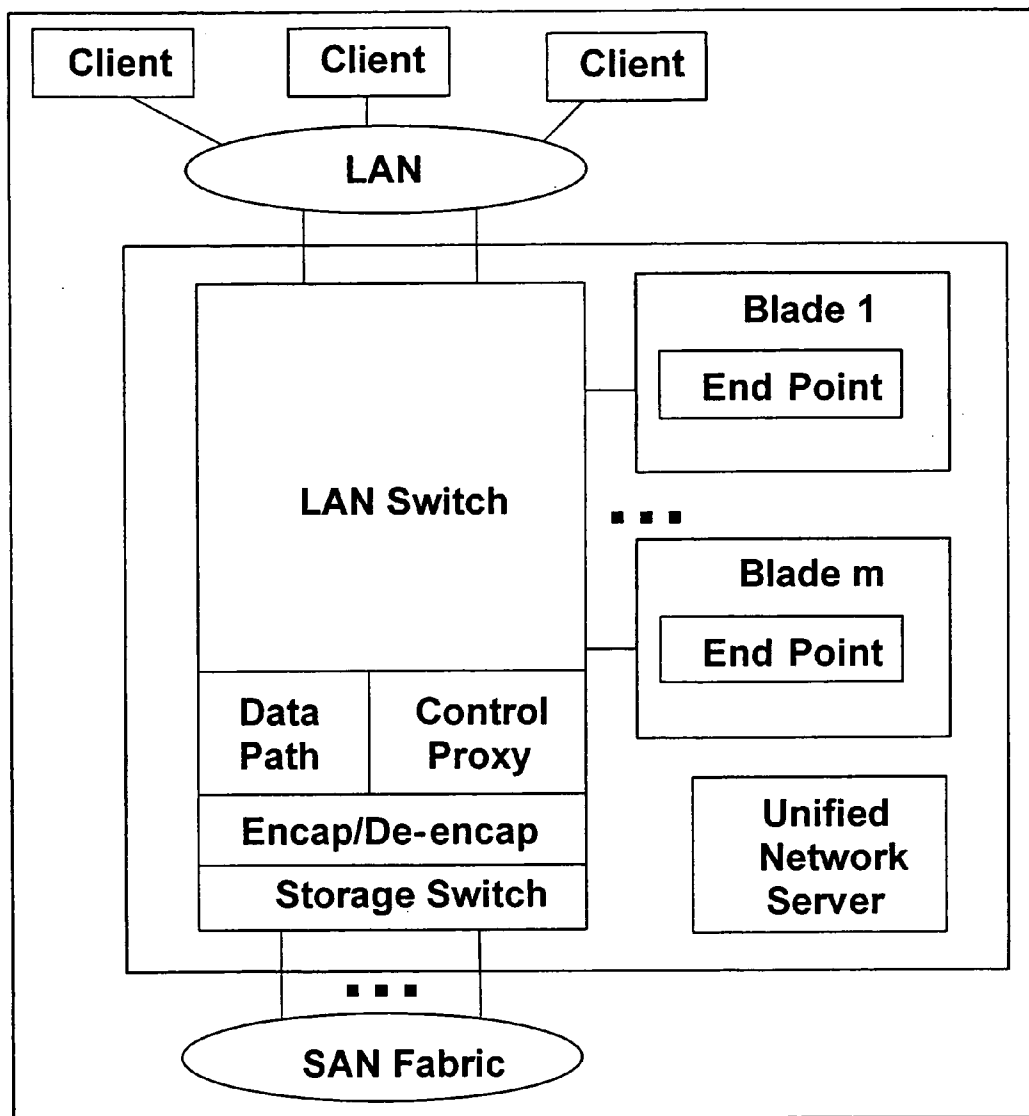 Client
Client
Client
LAN
Blade 1
End Point
LAN Switch
Blade m
End Point
Data
Path
Control
Proxy
Encap/De-encap
Storage Switch
Unified
Network
Server
SAN Fabric